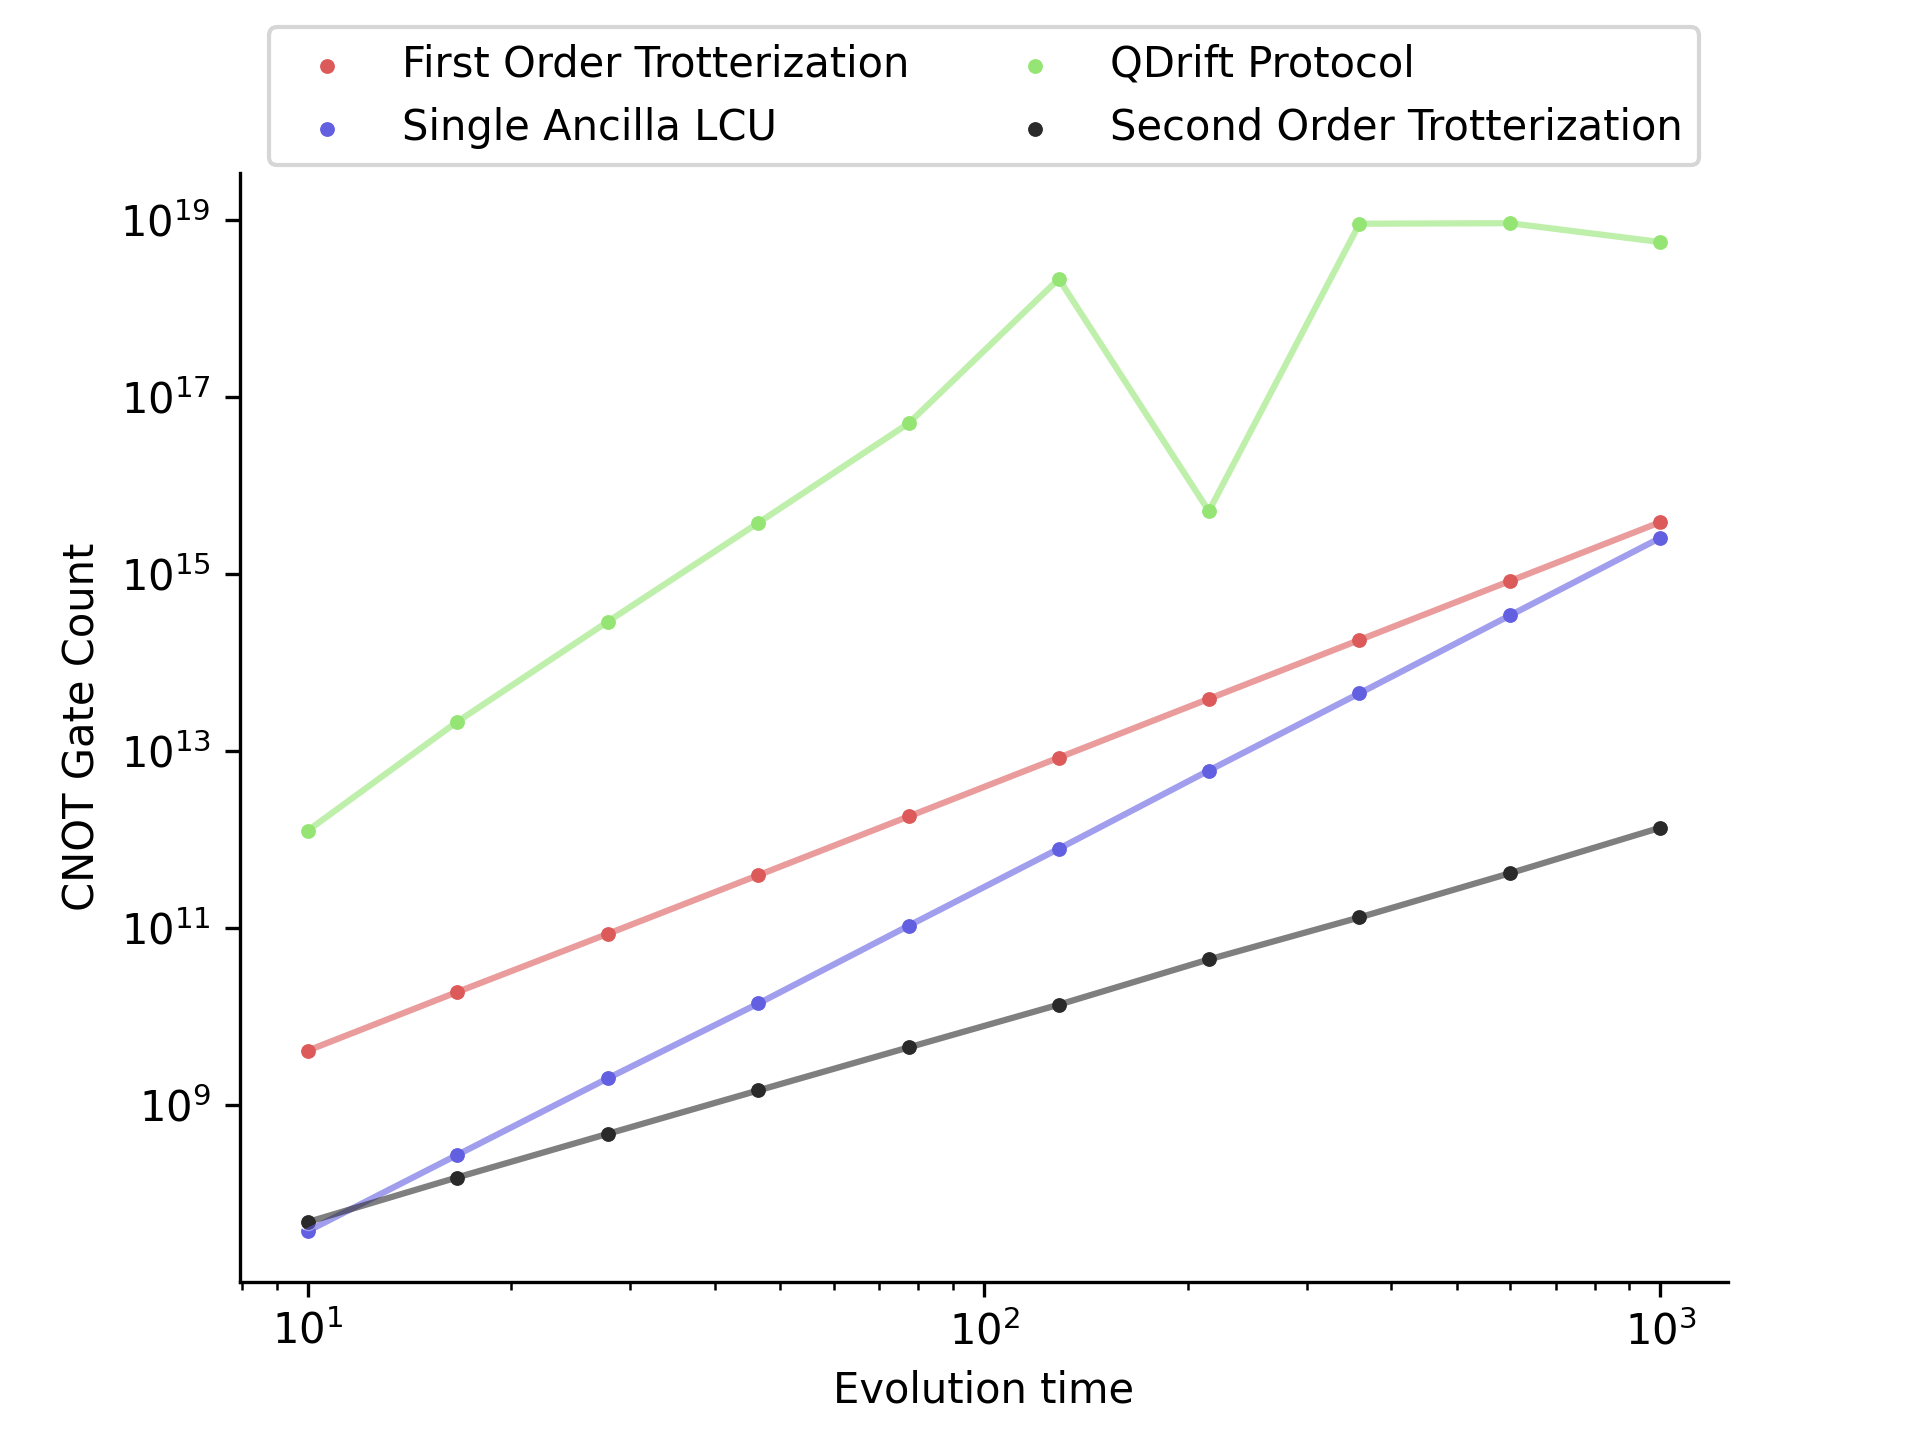 First Order Trotterization
Single Ancilla LCU
QDrift Protocol
Second Order Trotterization
CNOT Gate Count
10^19
10^17
10^15
10^13
10^11
10^9
10^1
10^2
10^3
Evolution time